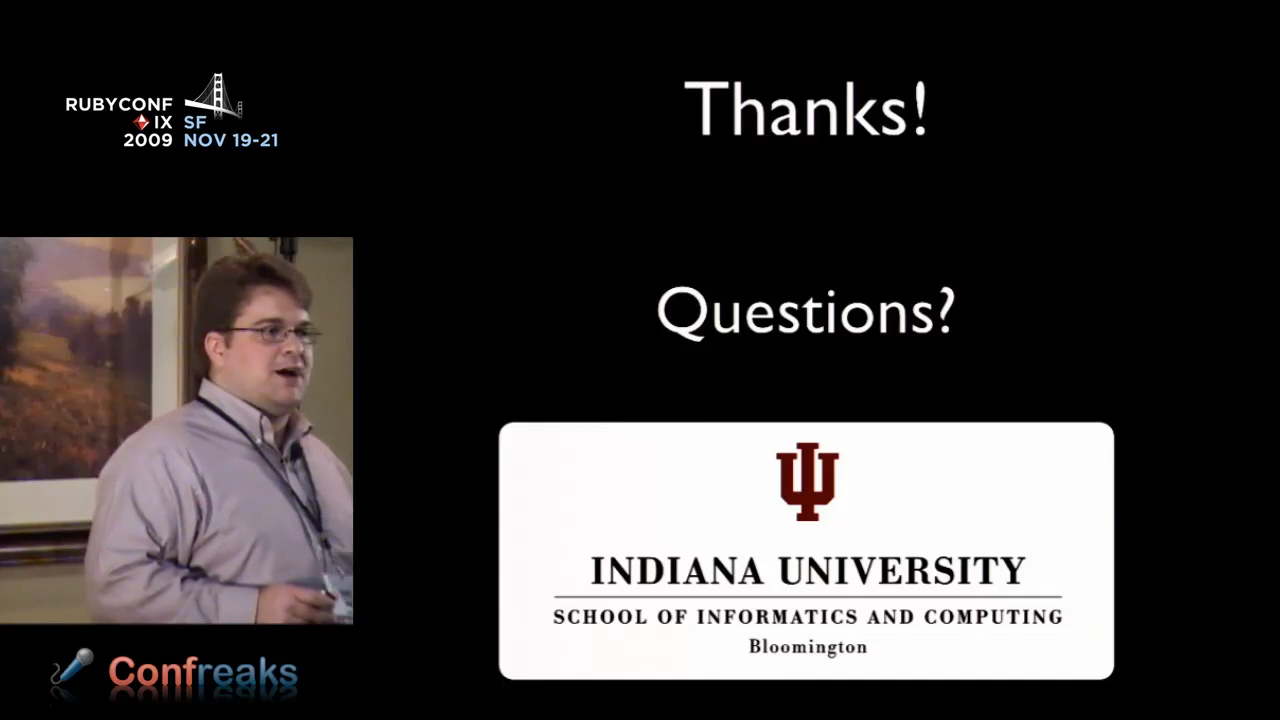 RUBYCONF
IX SF
2009 NOV 19-21
Thanks!
Questions?
INDIANA UNIVERSITY
SCHOOL OF INFORMATICS AND COMPUTING
Bloomington
Confreaks